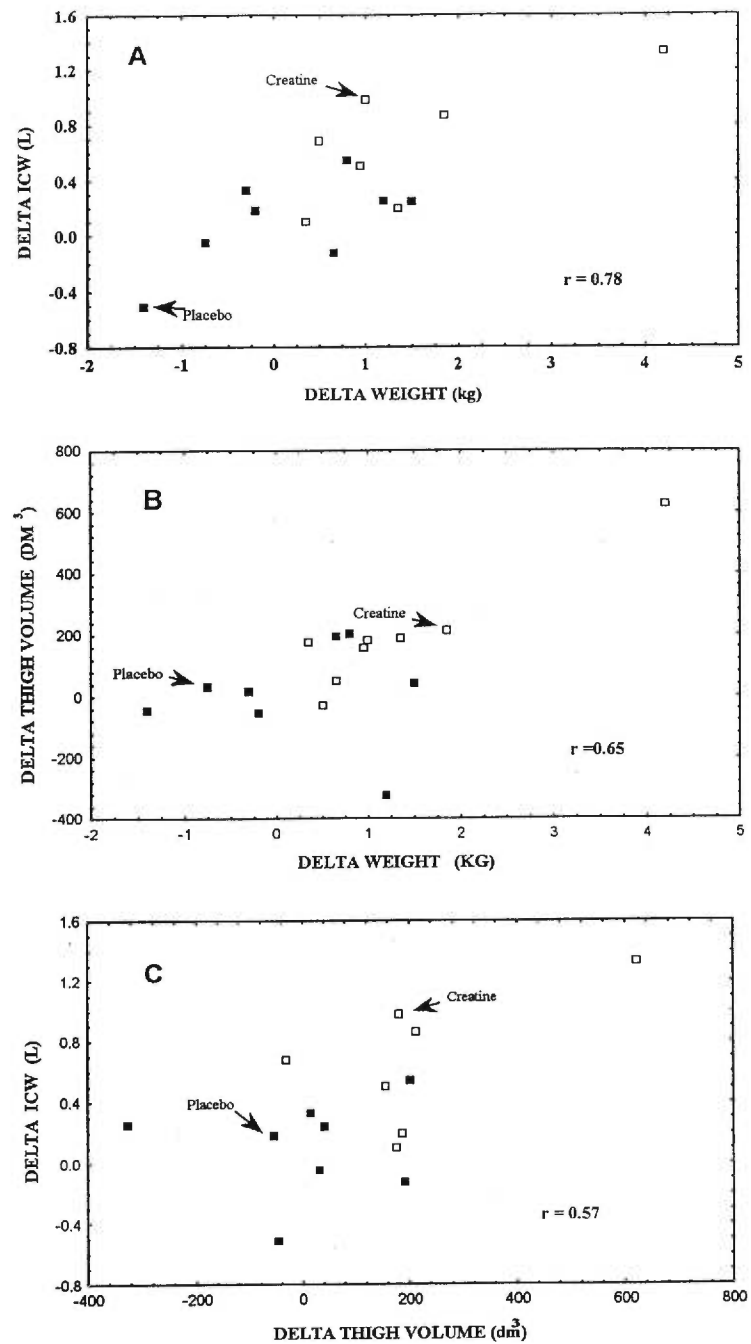 1.6
A
1.2
Creatine
0.8
DELTA ICW (L)
0.4
0.0
-0.4
Placebo
r = 0.78
-0.8
-2 -1 0 1 2 3 4 5
DELTA WEIGHT (kg)
800
B
600
DELTA THIGH VOLUME (DM ³)
400
Creatine
200
Placebo
0
-200
r =0.65
-400
-2 -1 0 1 2 3 4 5
DELTA WEIGHT (KG)
1.6
C
1.2
Creatine
DELTA ICW (L)
0.8
Placebo
0.4
0.0
-0.4
r = 0.57
-0.8
-400 -200 0 200 400 600 800
DELTA THIGH VOLUME (dm³)